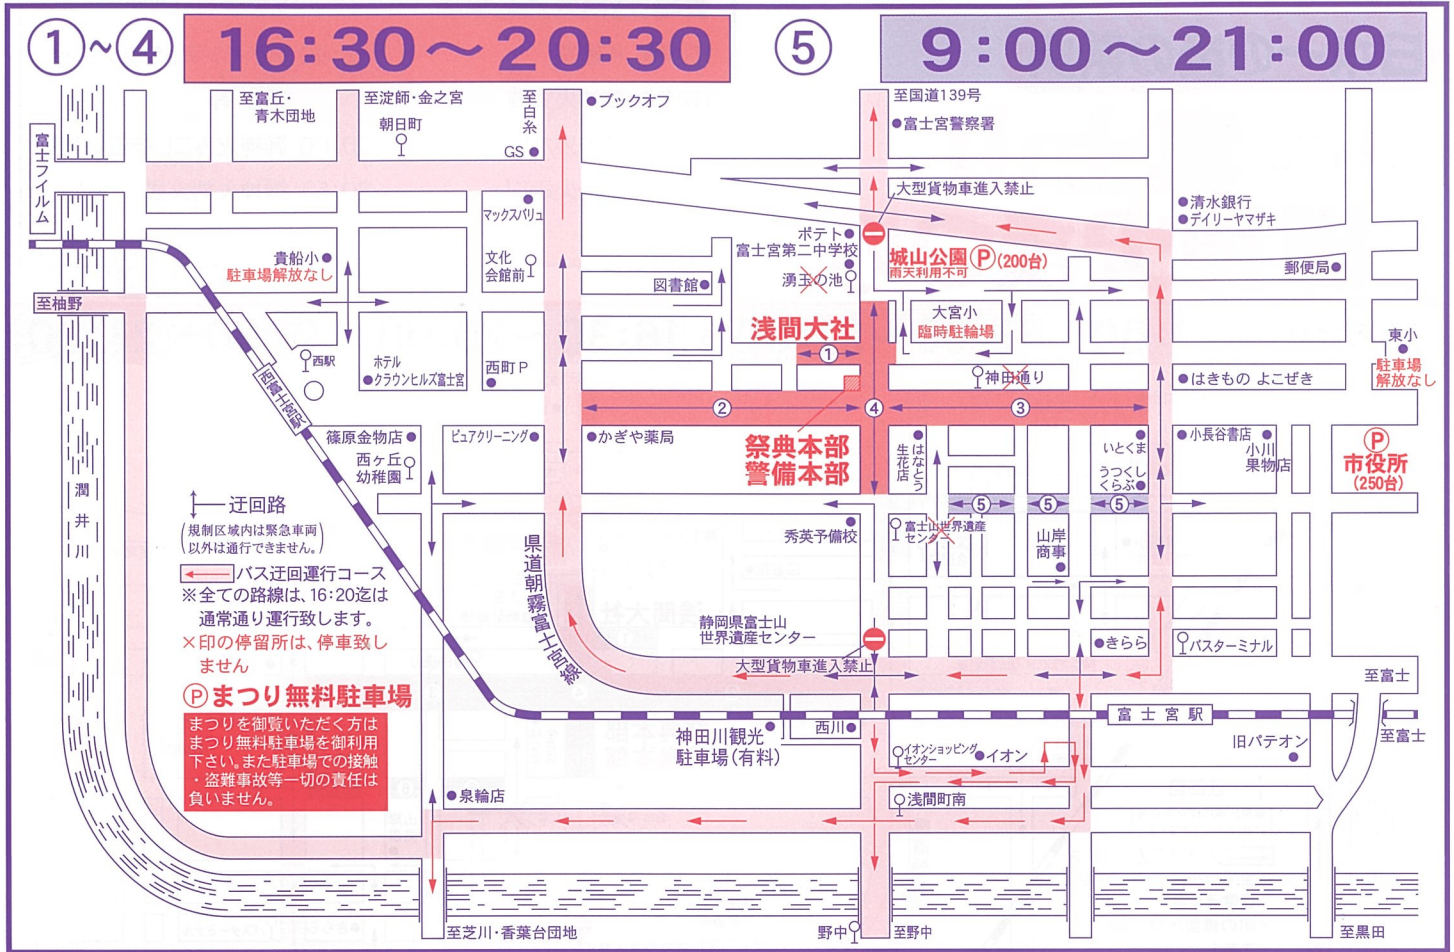 ①～④ 16:30～20:30
⑤ 9:00～21:00
至富丘・
青木団地
至淀師・金之宮
朝日町
至白糸
GS
ブックオフ
至国道139号
富士宮警察署
富士フイルム
大型貨物車進入禁止
清水銀行
デイリーヤマザキ
マックスバリュ
ポテト
富士宮第二中学校
湧玉の池
城山公園Ⓟ(200台)
雨天利用不可
郵便局
貴船小
駐車場解放なし
文化
会館前
図書館
至柚野
浅間大社
①
大宮小
臨時駐輪場
東小
駐車場
解放なし
西駅
西富士宮駅
ホテル
クラウンヒルズ富士宮
西町P
神田通り
はきもの よこぜき
②
④
③
篠原金物店
ピュアクリーニング
かぎや薬局
祭典本部
警備本部
はなとう
生花店
いとくま
うつくし
くらぶ
小長谷書店
小川
果物店
Ⓟ
市役所
(250台)
西ヶ丘
幼稚園
潤井川
迂回路
(規制区域内は緊急車両
以外は通行できません。)
⑤
⑤
⑤
秀英予備校
富士山世界遺産
センター
山岸
商事
県道朝霧富士宮線
バス迂回運行コース
※全ての路線は、16:20迄は
通常通り運行致します。
×印の停留所は、停車致し
ません
静岡県富士山
世界遺産センター
大型貨物車進入禁止
きらら
バスターミナル
至富士
Ⓟまつり無料駐車場
まつりを御覧いただく方は
まつり無料駐車場を御利用
下さい。また駐車場での接触
・盗難事故等一切の責任は
負いません。
富士宮駅
至富士
神田川観光
駐車場(有料)
西川
イオンショッピング
センター
イオン
旧パテオン
泉輪店
浅間町南
至芝川・香葉台団地
野中
至野中
至黒田